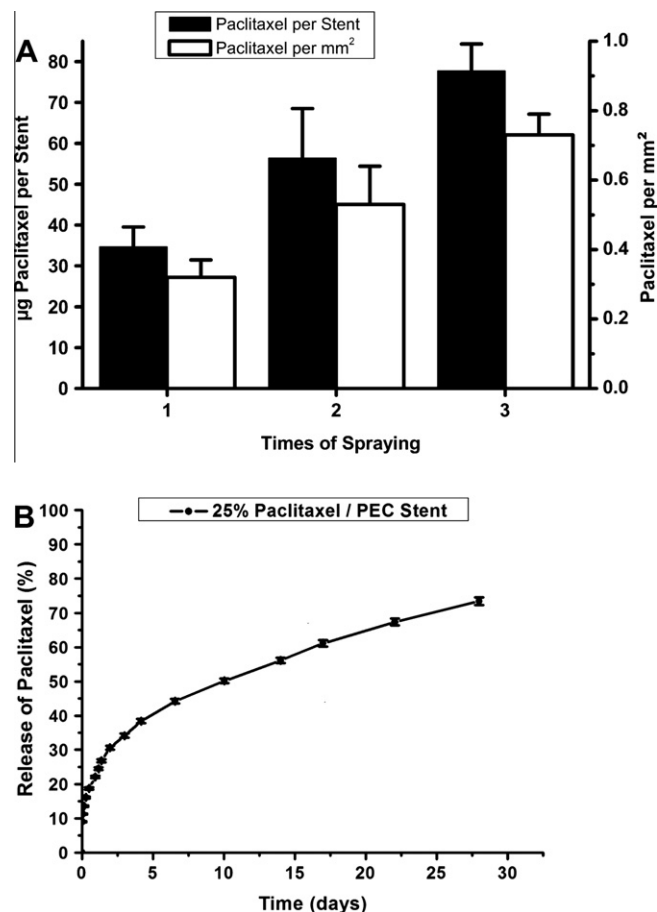 A
Paclitaxel per Stent
Paclitaxel per mm²
µg Paclitaxel per Stent
80
70
60
50
40
30
20
10
0
1.0
0.8
0.6
0.4
0.2
0.0
Paclitaxel per mm²
1 2 3
Times of Spraying
B
25% Paclitaxel / PEC Stent
Release of Paclitaxel (%)
100
90
80
70
60
50
40
30
20
10
0
0 5 10 15 20 25 30
Time (days)